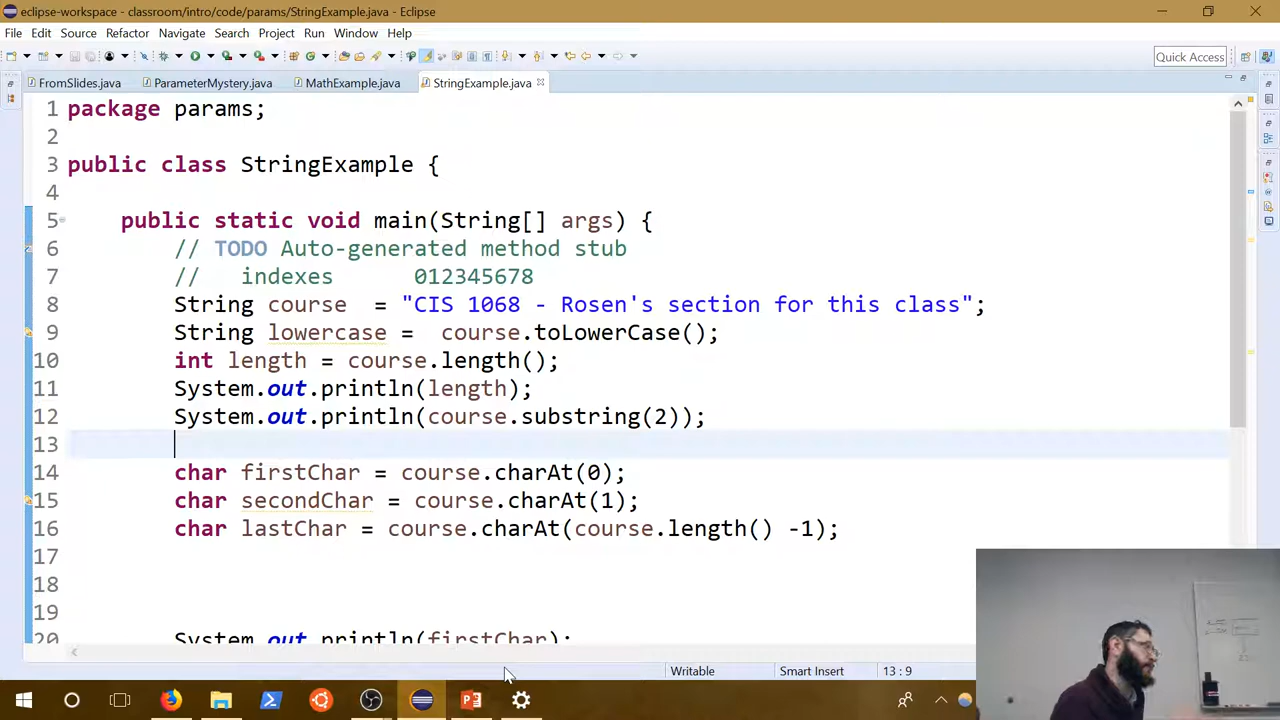 eclipse-workspace - classroom/intro/code/params/StringExample.java - Eclipse
File Edit Source Refactor Navigate Search Project Run Window Help
Quick Access
FromSlides.java ParameterMystery.java MathExample.java StringExample.java
1 package params;
2
3 public class StringExample {
4
5 public static void main(String[] args) {
6 // TODO Auto-generated method stub
7 // indexes 012345678
8 String course = "CIS 1068 - Rosen's section for this class";
9 String lowercase = course.toLowerCase();
10 int length = course.length();
11 System.out.println(length);
12 System.out.println(course.substring(2));
13
14 char firstChar = course.charAt(0);
15 char secondChar = course.charAt(1);
16 char lastChar = course.charAt(course.length() -1);
17
18
19
20 System.out.println(firstChar);
Writable Smart Insert 13 : 9